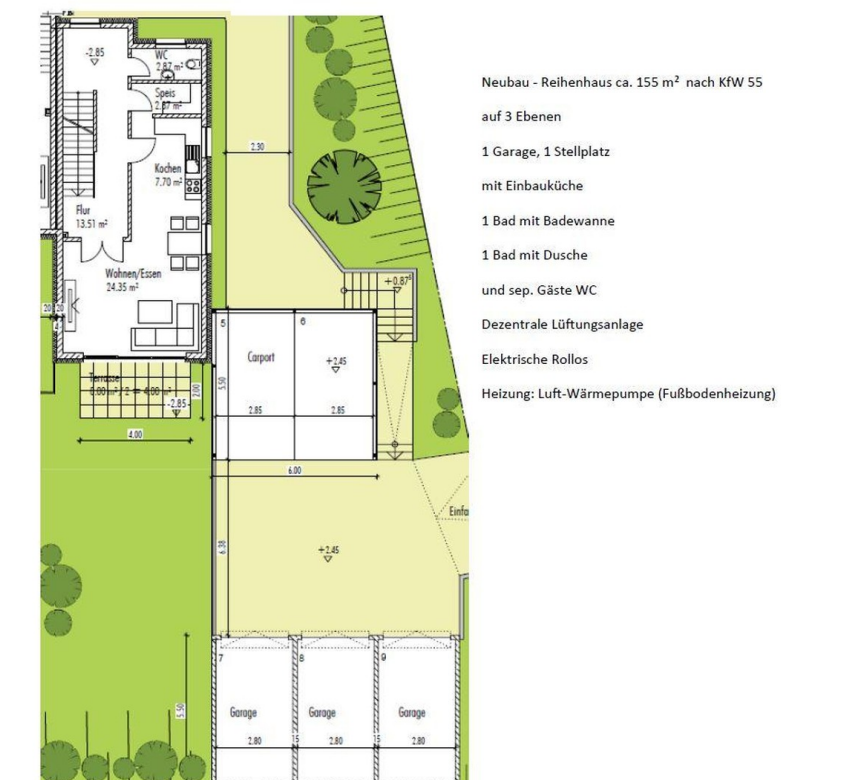 -2.85
WC
2.87 m²
Speis
Kochen
7.70 m²
Flur
13.51 m²
Wohnen/Essen
24.35 m²
20 20
Terrasse
-2.85
2.00
4.00
2.30
+0.87
5
6
Carport
+2.45
5.50
2.85
2.85
6.00
Einfa
6.38
+2.45
7
8
9
5.50
Garage
Garage
Garage
2.80
15
2.80
15
2.80
Neubau - Reihenhaus ca. 155 m² nach KfW 55
auf 3 Ebenen
1 Garage, 1 Stellplatz
mit Einbauküche
1 Bad mit Badewanne
1 Bad mit Dusche
und sep. Gäste WC
Dezentrale Lüftungsanlage
Elektrische Rollos
Heizung: Luft-Wärmepumpe (Fußbodenheizung)